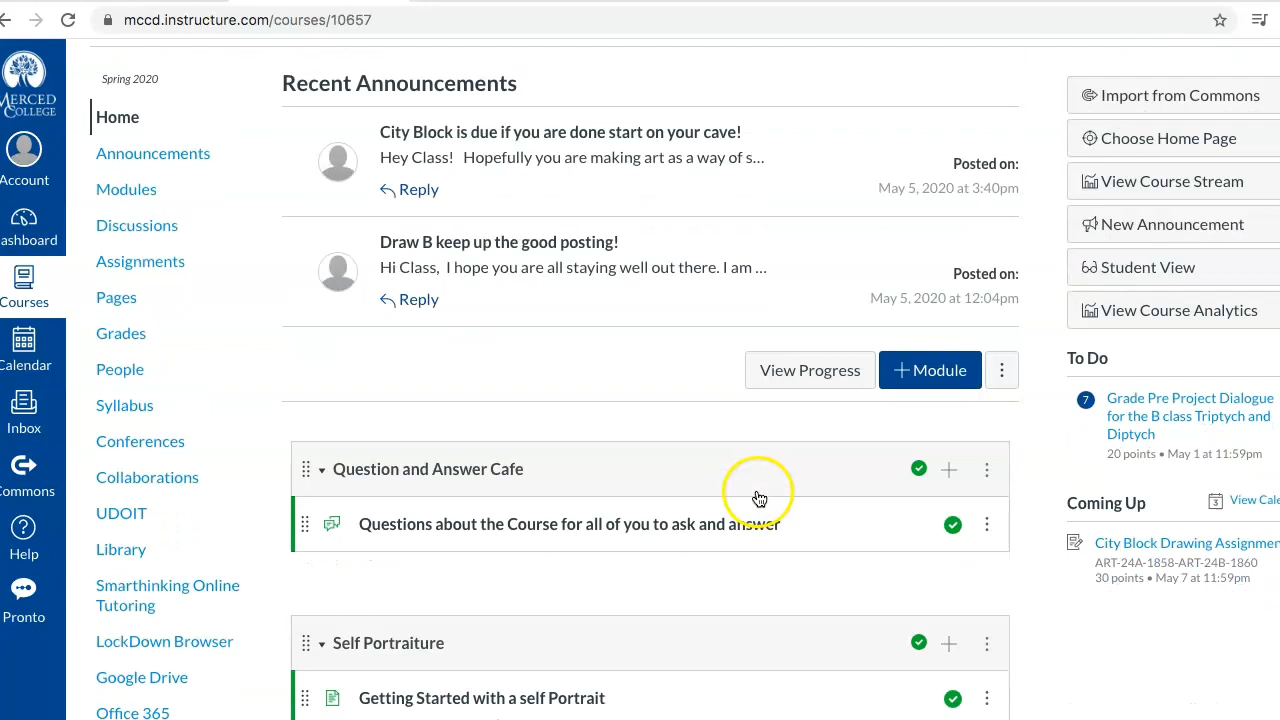 mccd.instructure.com/courses/10657
MERCED
COLLEGE
Account
ashboard
Courses
Calendar
Inbox
ommons
Help
Pronto
Spring 2020
Home
Announcements
Modules
Discussions
Assignments
Pages
Grades
People
Syllabus
Conferences
Collaborations
UDOIT
Library
Smarthinking Online
Tutoring
LockDown Browser
Google Drive
Office 365
Recent Announcements
City Block is due if you are done start on your cave!
Hey Class! Hopefully you are making art as a way of s...
Reply
Posted on:
May 5, 2020 at 3:40pm
Draw B keep up the good posting!
Hi Class, I hope you are all staying well out there. I am ...
Reply
Posted on:
May 5, 2020 at 12:04pm
View Progress
+ Module
Question and Answer Cafe
Questions about the Course for all of you to ask and answer
Self Portraiture
Getting Started with a self Portrait
Import from Commons
Choose Home Page
View Course Stream
New Announcement
Student View
View Course Analytics
To Do
7
Grade Pre Project Dialogue
for the B class Triptych and
Diptych
20 points • May 1 at 11:59pm
Coming Up
View Cale
City Block Drawing Assignmen
ART-24A-1858-ART-24B-1860
30 points • May 7 at 11:59pm